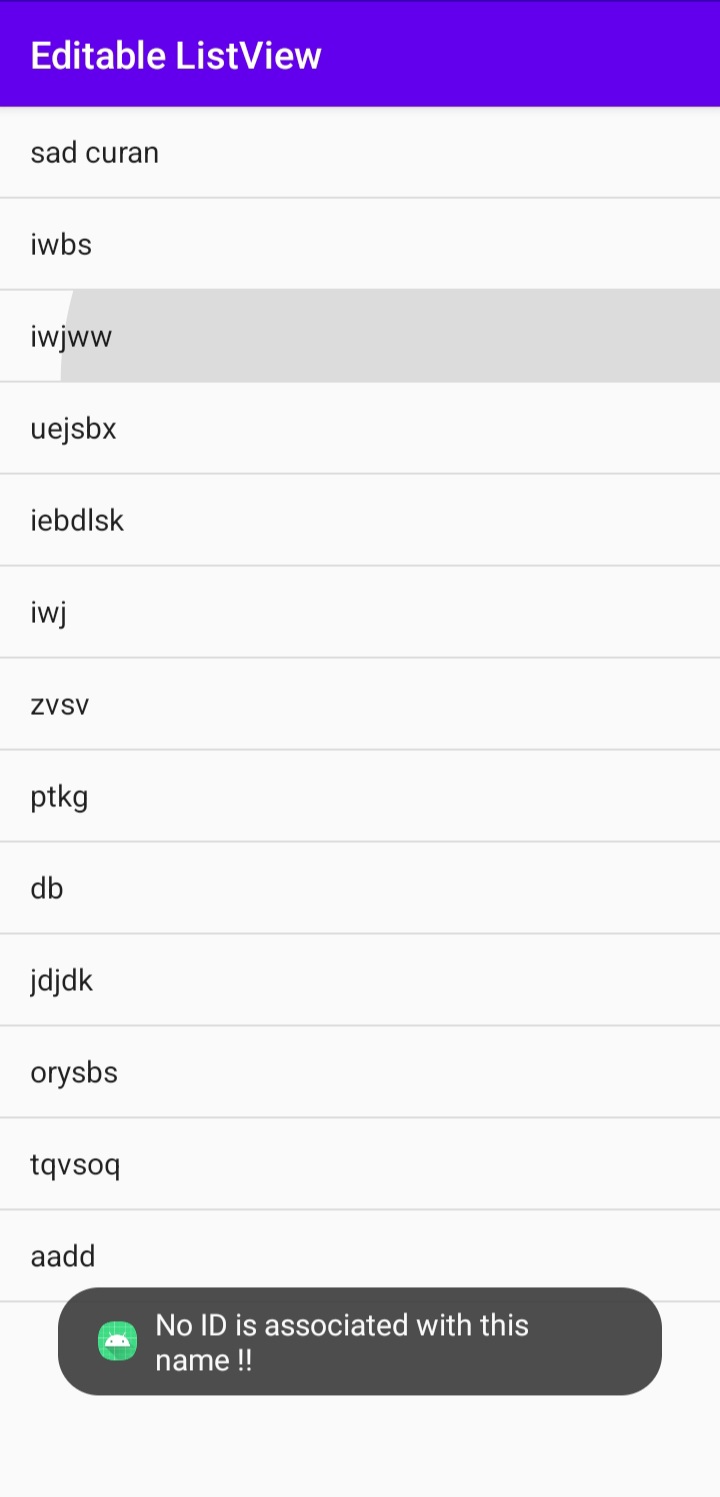 Editable ListView
sad curan
iwbs
iwjww
uejsbx
iebdlsk
iwj
zvsv
ptkg
db
jdjdk
orysbs
tqvsoq
aadd
No ID is associated with this
name !!